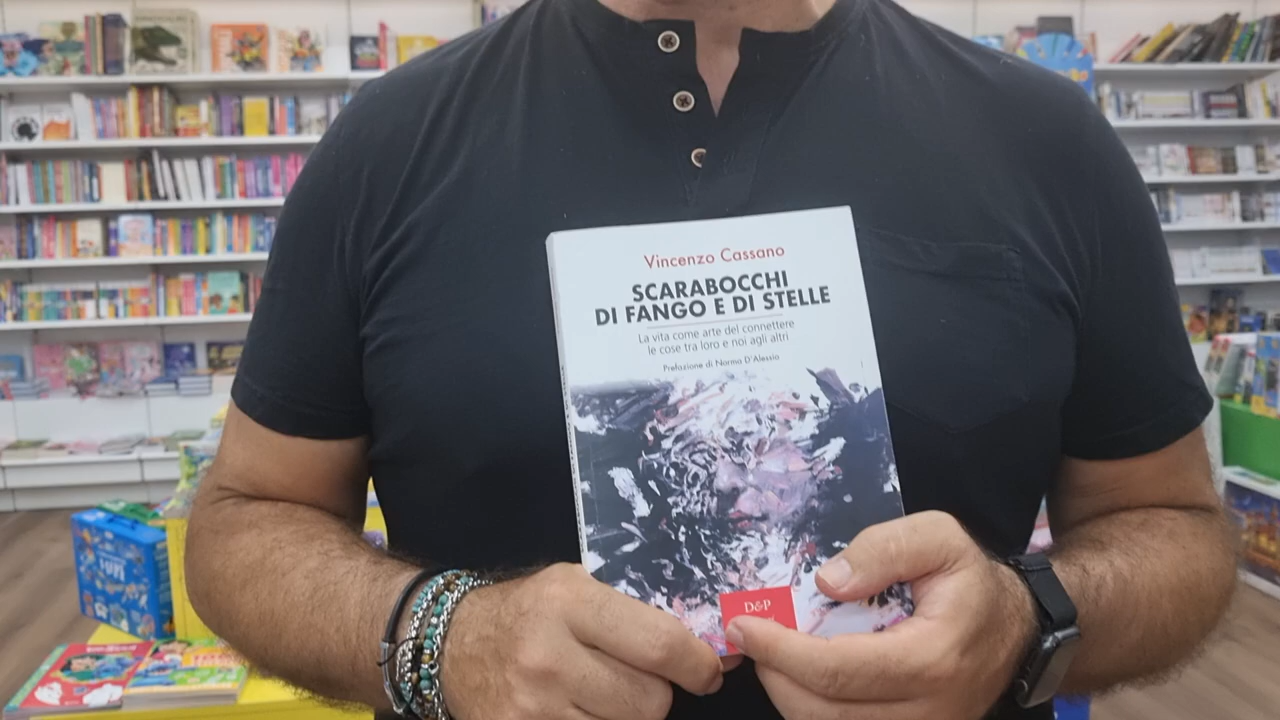 Vincenzo Cassano
SCARABOCCHI
DI FANGO E DI STELLE
La vita come arte del connettere
le cose tra loro e noi agli altri
Prefazione di Norma D'Alessio
D&P